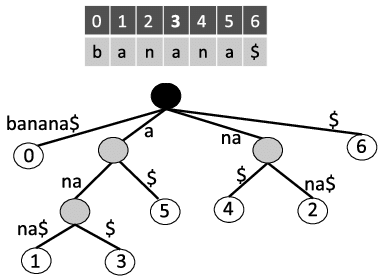 0 1 2 3 4 5 6
b a n a n a $
banana$ a na $
0 6
na $ $ na$
5 4 2
na$ $
1 3